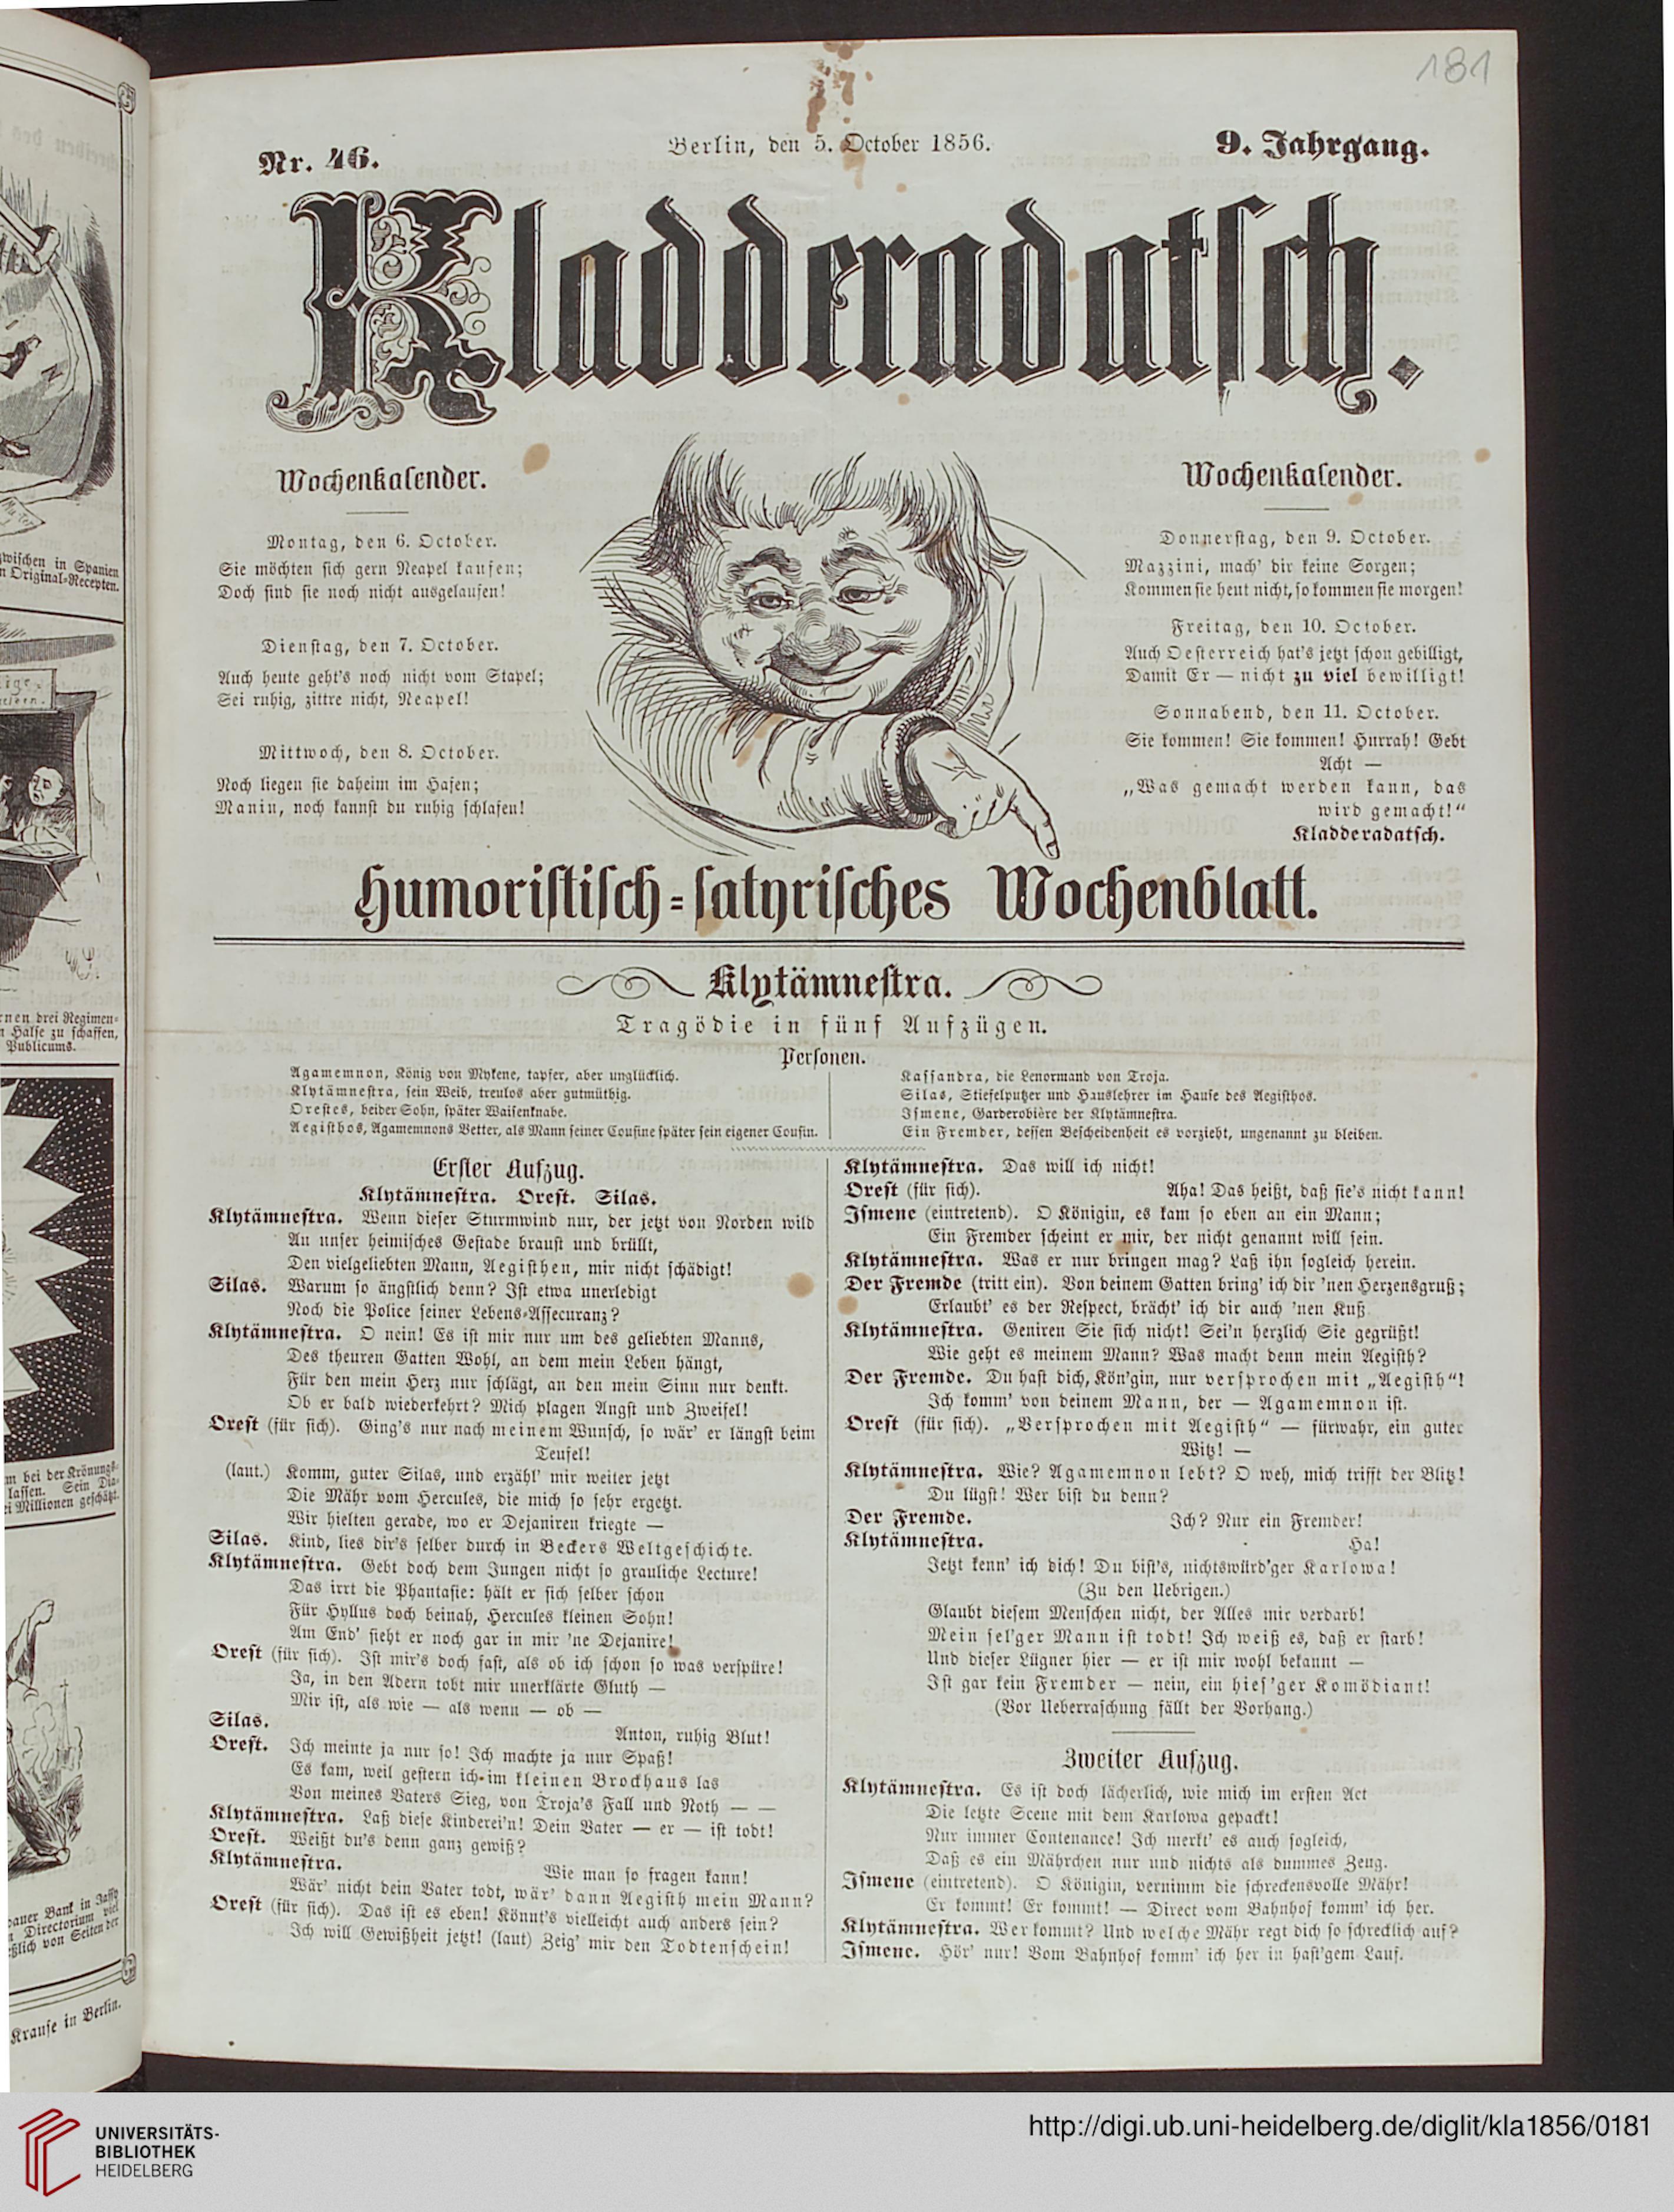 181
Nr. 46.
Berlin, den 5. October 1856.
9. Jahrgang.
Kladderadatsch.
Wochenkalender.
Montag, den 6. October.
Sie möchten sich gern Neapel kaufen;
Doch sind sie noch nicht ausgelaufen!
Dienstag, den 7. October.
Auch heute geht's noch nicht vom Stapel;
Sei ruhig, zittre nicht, Neapel!
Mittwoch, den 8. October.
Noch liegen sie daheim im Hafen;
Manin, noch kannst du ruhig schlafen!
Wochenkalender.
Donnerstag, den 9. October.
Mazzini, mach' dir keine Sorgen;
Kommen sie heut nicht, so kommen sie morgen!
Freitag, den 10. October.
Auch Oesterreich hat's jetzt schon gebilligt,
Damit Er — nicht zu viel bewilligt!
Sonnabend, den 11. October.
Sie kommen! Sie kommen! Hurrah! Gebt
Acht —
„Was gemacht werden kann, das
wird gemacht!“
Kladderadatsch.
Humoristisch-satyrisches Wochenblatt.
Klytämnestra.
Tragödie in fünf Aufzügen.
Personen.
Agamemnon, König von Mykene, tapfer, aber unglücklich.
Klytämnestra, sein Weib, treulos aber gutmüthig.
Orestes, beider Sohn, später Waisenknabe.
Aegisthos, Agamemnons Vetter, als Mann seiner Cousine später sein eigener Cousin.
Kassandra, die Lenormand von Troja.
Silas, Stiefelputzer und Hauslehrer im Hause des Aegisthos.
Ismene, Garderobière der Klytämnestra.
Ein Fremder, dessen Bescheidenheit es vorzieht, ungenannt zu bleiben.
Erster Aufzug.
Klytämnestra. Orest. Silas.
Klytämnestra. Wenn dieser Sturmwind nur, der jetzt von Norden wild
An unser heimisches Gestade braust und brüllt,
Den vielgeliebten Mann, Aegisthen, mir nicht schädigt!
Silas. Warum so ängstlich denn? Ist etwa unerledigt
Noch die Police seiner Lebens-Assecuranz?
Klytämnestra. O nein! Es ist mir nur um des geliebten Manns,
Des theuren Gatten Wohl, an dem mein Leben hängt,
Für den mein Herz nur schlägt, an den mein Sinn nur denkt.
Ob er bald wiederkehrt? Mich plagen Angst und Zweifel!
Orest (für sich). Ging's nur nach meinem Wunsch, so wär' er längst beim
Teufel!
(laut.) Komm, guter Silas, und erzähl' mir weiter jetzt
Die Mähr vom Hercules, die mich so sehr ergetzt.
Wir hielten gerade, wo er Dejaniren kriegte —
Silas. Kind, lies dir's selber durch in Beckers Weltgeschichte.
Klytämnestra. Gebt doch dem Jungen nicht so grauliche Lecture!
Das irrt die Phantasie: hält er sich selber schon
Für Hyllus doch beinah, Hercules kleinen Sohn!
Am End' sieht er noch gar in mir 'ne Dejanire!
Orest (für sich). Ist mir's doch fast, als ob ich schon so was verspüre!
Ja, in den Adern tobt mir unerklärte Gluth —
Mir ist, als wie — als wenn — ob —
Silas. Anton, ruhig Blut!
Orest. Ich meinte ja nur so! Ich machte ja nur Spaß!
Es kam, weil gestern ich im kleinen Brockhaus las
Von meines Vaters Sieg, von Troja's Fall und Noth — —
Klytämnestra. Laß diese Kinderei'n! Dein Vater — er — ist todt!
Orest. Weißt du's denn ganz gewiß?
Klytämnestra. Wie man so fragen kann!
Wär' nicht dein Vater todt, wär' dann Aegisth mein Mann?
Orest (für sich). Das ist es eben! Könnt's vielleicht auch anders sein?
Ich will Gewißheit jetzt! (laut) Zeig' mir den Todtenschein!
Klytämnestra. Das will ich nicht!
Orest (für sich). Aha! Das heißt, daß sie's nicht kann!
Ismene (eintretend). O Königin, es kam so eben an ein Mann;
Ein Fremder scheint er mir, der nicht genannt will sein.
Klytämnestra. Was er nur bringen mag? Laß ihn sogleich herein.
Der Fremde (tritt ein). Von deinem Gatten bring' ich dir 'nen Herzensgruß;
Erlaubt' es der Respect, brächt' ich dir auch 'nen Kuß
Klytämnestra. Geniren Sie sich nicht! Sei'n herzlich Sie gegrüßt!
Wie geht es meinem Mann? Was macht denn mein Aegisth?
Der Fremde. Du hast dich, Kön'gin, nur versprochen mit „Aegisth“!
Ich komm' von deinem Mann, der — Agamemnon ist.
Orest (für sich). „Versprochen mit Aegisth“ — fürwahr, ein guter
Witz! —
Klytämnestra. Wie? Agamemnon lebt? O weh, mich trifft der Blitz!
Du lügst! Wer bist du denn?
Der Fremde. Ich? Nur ein Fremder!
Klytämnestra. Ha!
Jetzt kenn' ich dich! Du bist's, nichtswürd'ger Karlowa!
(Zu den Uebrigen.)
Glaubt diesem Menschen nicht, der Alles mir verdarb!
Mein sel'ger Mann ist todt! Ich weiß es, daß er starb!
Und dieser Lügner hier — er ist mir wohl bekannt —
Ist gar kein Fremder — nein, ein hies'ger Komödiant!
(Vor Ueberraschung fällt der Vorhang.)
Zweiter Aufzug.
Klytämnestra. Es ist doch lächerlich, wie mich im ersten Act
Die letzte Scene mit dem Karlowa gepackt!
Nur immer Contenance! Ich merkt' es auch sogleich,
Daß es ein Mährchen nur und nichts als dummes Zeug.
Ismene (eintretend). O Königin, vernimm die schreckensvolle Mähr!
Er kommt! Er kommt! — Direct vom Bahnhof komm' ich her.
Klytämnestra. Wer kommt? Und welche Mähr regt dich so schrecklich auf?
Ismene. Hör' nur! Vom Bahnhof komm' ich her in hast'gem Lauf.
zwischen in Spanien
Original-Recepten.
drei Regimen-
Hälse zu schaffen,
Publicums.
bei der Krönungs-
lassen. Sein
Millionen geschätzt.
Bank in Jassy
Directorium viel
von Seiten der
Krause in Berlin.
UNIVERSITÄTS-
BIBLIOTHEK
HEIDELBERG
http://digi.ub.uni-heidelberg.de/diglit/kla1856/0181